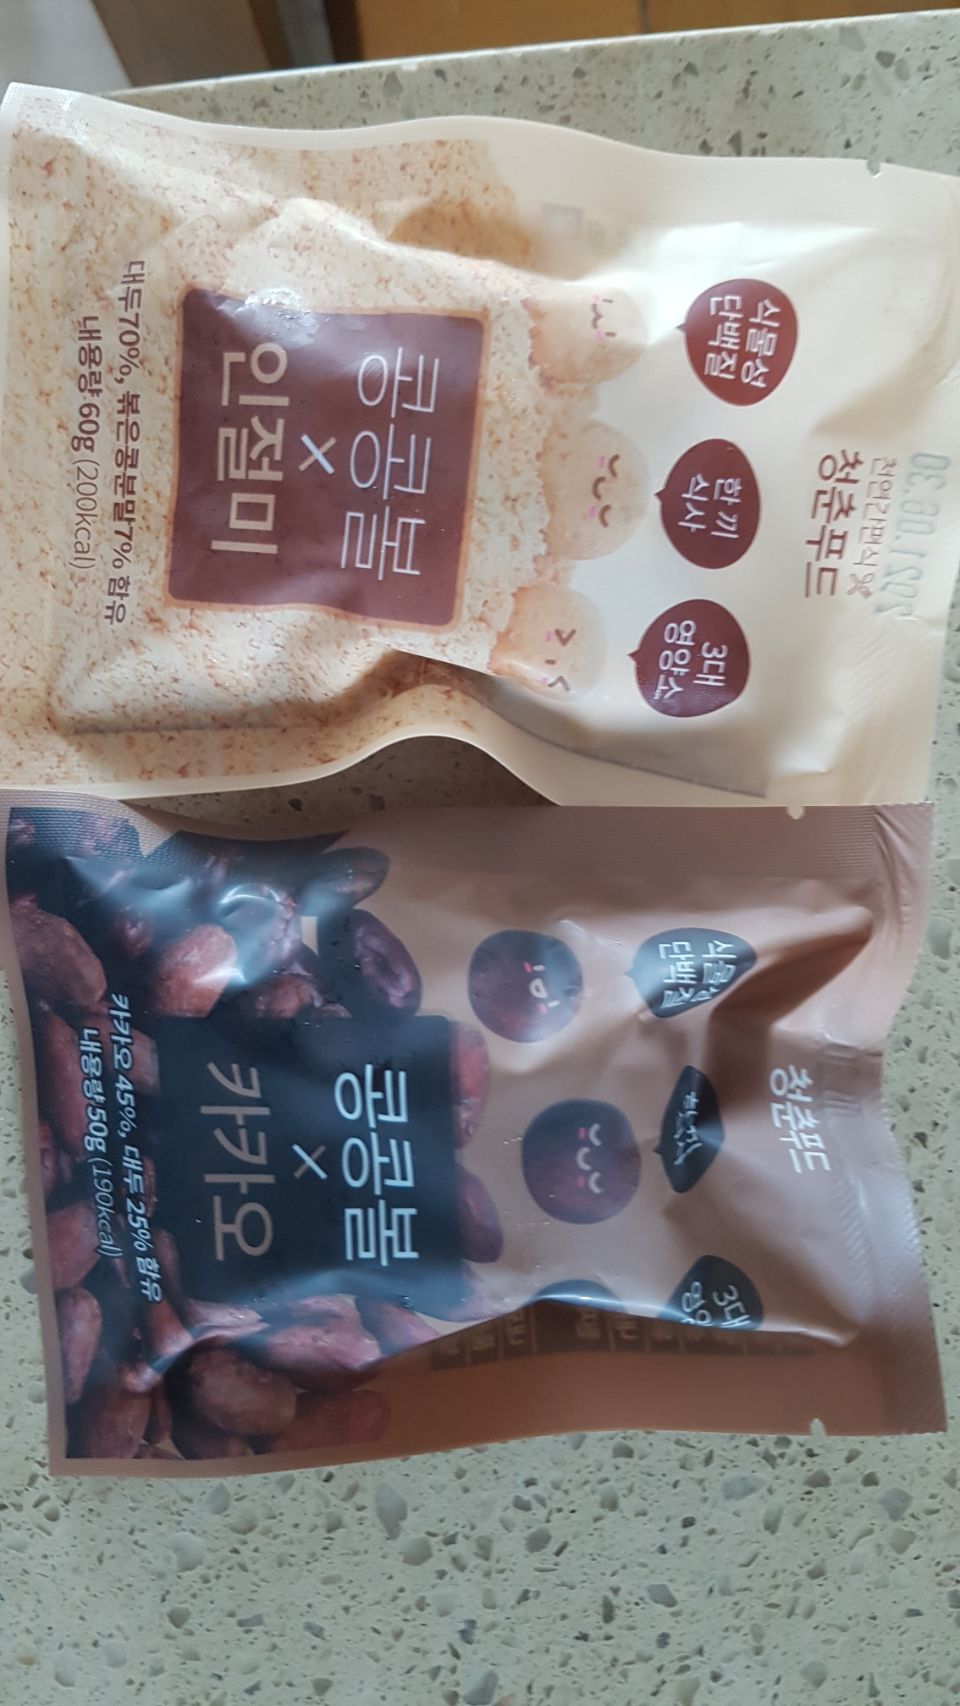 천연간편식
청춘푸드
식물성
단백질
한끼
식사
3대
영양소
콩콩볼
×
인절미
대두70%, 볶은콩분말7% 함유
내용량 60g (200kcal)
청춘푸드
식물성
단백질
3대
콩콩볼
×
카카오
카카오 45%, 대두 25% 함유
내용량 50g (190kcal)